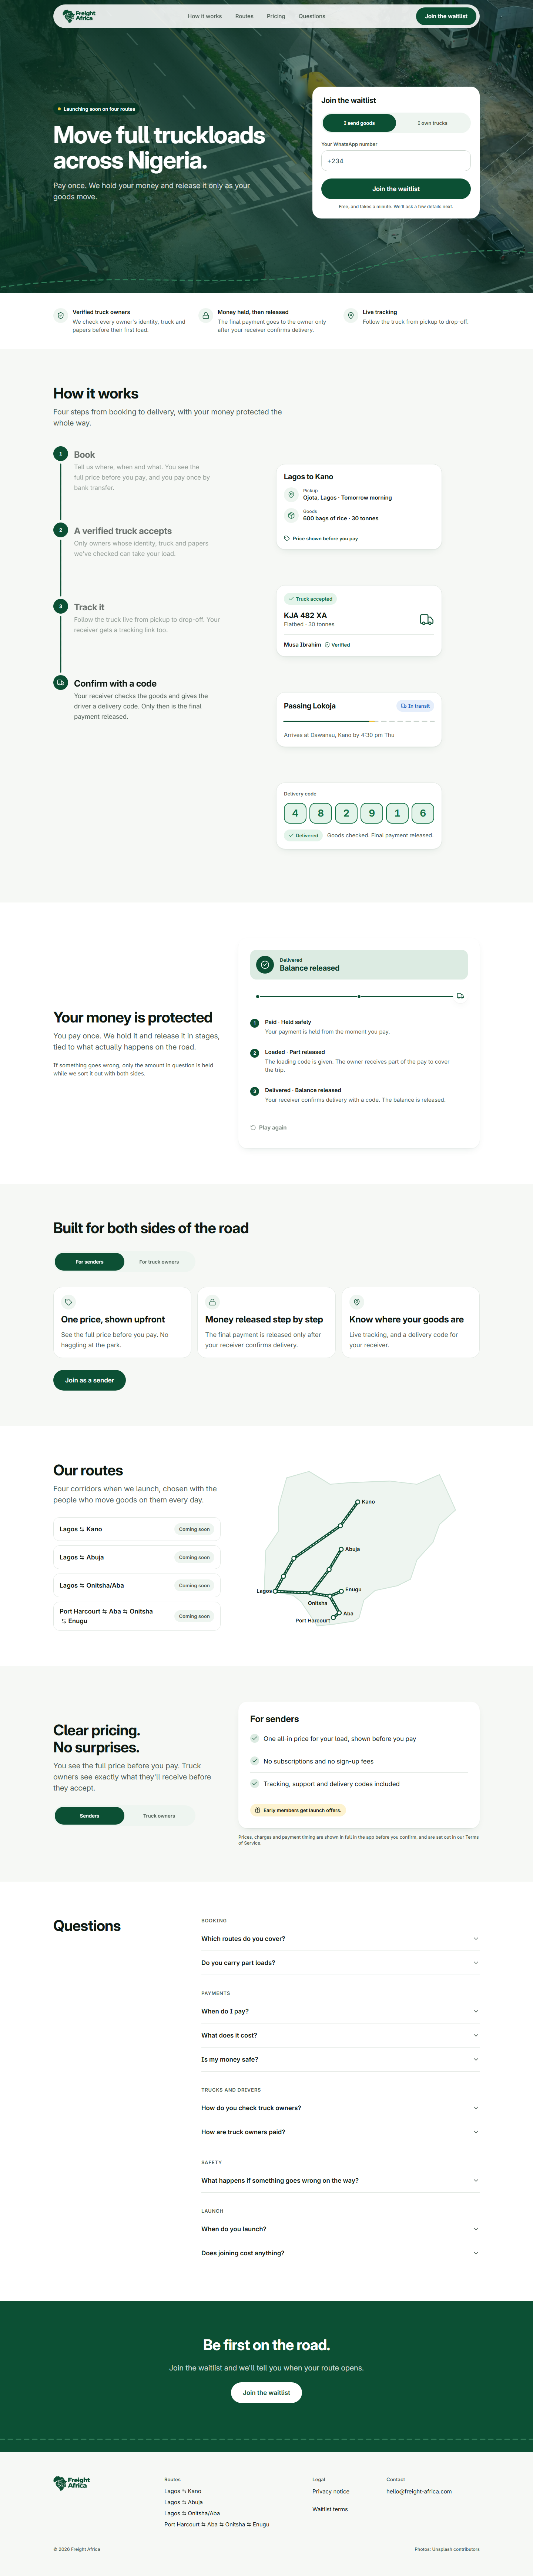 Freight
Africa
How it works
Routes
Pricing
Questions
Join the waitlist
Launching soon on four routes
Move full truckloads
across Nigeria.
Pay once. We hold your money and release it only as your
goods move.
Join the waitlist
I send goods
I own trucks
Your WhatsApp number
+234
Join the waitlist
Free, and takes a minute. We'll ask a few details next.
Verified truck owners
We check every owner's identity, truck and
papers before their first load.
Money held, then released
The final payment goes to the owner only
after your receiver confirms delivery.
Live tracking
Follow the truck from pickup to drop-off.
How it works
Four steps from booking to delivery, with your money protected the
whole way.
1
Book
Tell us where, when and what. You see the
full price before you pay, and you pay once by
bank transfer.
2
A verified truck accepts
Only owners whose identity, truck and papers
we've checked can take your load.
3
Track it
Follow the truck live from pickup to drop-off. Your
receiver gets a tracking link too.
Confirm with a code
Your receiver checks the goods and gives the
driver a delivery code. Only then is the final
payment released.
Lagos to Kano
Pickup
Ojota, Lagos · Tomorrow morning
Goods
600 bags of rice · 30 tonnes
Price shown before you pay
Truck accepted
KJA 482 XA
Flatbed · 30 tonnes
Musa Ibrahim
Verified
Passing Lokoja
In transit
Arrives at Dawanau, Kano by 4:30 pm Thu
Delivery code
4 8 2 9 1 6
Delivered
Goods checked. Final payment released.
Your money is protected
You pay once. We hold it and release it in stages,
tied to what actually happens on the road.
If something goes wrong, only the amount in question is held
while we sort it out with both sides.
Delivered
Balance released
1
Paid · Held safely
Your payment is held from the moment you pay.
2
Loaded · Part released
The loading code is given. The owner receives part of the pay to cover
the trip.
3
Delivered · Balance released
Your receiver confirms delivery with a code. The balance is released.
Play again
Built for both sides of the road
For senders
For truck owners
One price, shown upfront
See the full price before you pay. No
haggling at the park.
Money released step by step
The final payment is released only after
your receiver confirms delivery.
Know where your goods are
Live tracking, and a delivery code for
your receiver.
Join as a sender
Our routes
Four corridors when we launch, chosen with the
people who move goods on them every day.
Lagos ⇆ Kano
Coming soon
Lagos ⇆ Abuja
Coming soon
Lagos ⇆ Onitsha/Aba
Coming soon
Port Harcourt ⇆ Aba ⇆ Onitsha
⇆ Enugu
Coming soon
Kano
Abuja
Lagos
Enugu
Onitsha
Aba
Port Harcourt
Clear pricing.
No surprises.
You see the full price before you pay. Truck
owners see exactly what they'll receive before
they accept.
Senders
Truck owners
For senders
One all-in price for your load, shown before you pay
No subscriptions and no sign-up fees
Tracking, support and delivery codes included
Early members get launch offers.
Prices, charges and payment timing are shown in full in the app before you confirm, and are set out in our Terms
of Service.
Questions
BOOKING
Which routes do you cover?
Do you carry part loads?
PAYMENTS
When do I pay?
What does it cost?
Is my money safe?
TRUCKS AND DRIVERS
How do you check truck owners?
How are truck owners paid?
SAFETY
What happens if something goes wrong on the way?
LAUNCH
When do you launch?
Does joining cost anything?
Be first on the road.
Join the waitlist and we'll tell you when your route opens.
Join the waitlist
Freight
Africa
Routes
Lagos ⇆ Kano
Lagos ⇆ Abuja
Lagos ⇆ Onitsha/Aba
Port Harcourt ⇆ Aba ⇆ Onitsha ⇆ Enugu
Legal
Privacy notice
Waitlist terms
Contact
hello@freight-africa.com
© 2026 Freight Africa
Photos: Unsplash contributors